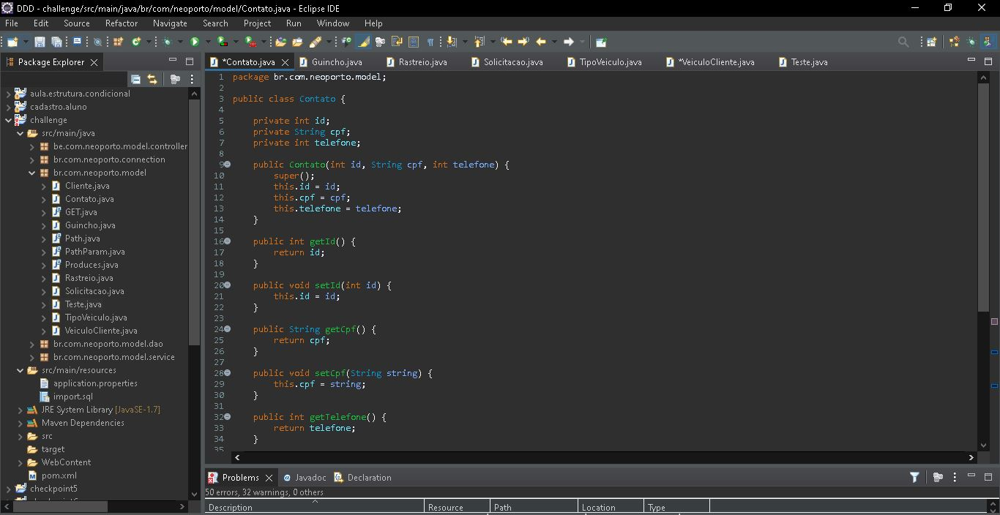 DDD - challenge/src/main/java/br/com/neoporto/model/Contato.java - Eclipse IDE
File Edit Source Refactor Navigate Search Project Run Window Help
Package Explorer
aula.estrutura.condicional
cadastro.aluno
challenge
src/main/java
be.com.neoporto.model.controller
br.com.neoporto.connection
br.com.neoporto.model
Cliente.java
Contato.java
GET.java
Guincho.java
Path.java
PathParam.java
Produces.java
Rastreio.java
Solicitacao.java
Teste.java
TipoVeiculo.java
VeiculoCliente.java
br.com.neoporto.model.dao
br.com.neoporto.model.service
src/main/resources
application.properties
import.sql
JRE System Library [JavaSE-1.7]
Maven Dependencies
src
target
WebContent
pom.xml
checkpoint5
*Contato.java Guincho.java Rastreio.java Solicitacao.java TipoVeiculo.java *VeiculoCliente.java Teste.java
1 package br.com.neoporto.model;
2
3 public class Contato {
4
5 private int id;
6 private String cpf;
7 private int telefone;
8
9 public Contato(int id, String cpf, int telefone) {
10 super();
11 this.id = id;
12 this.cpf = cpf;
13 this.telefone = telefone;
14 }
15
16 public int getId() {
17 return id;
18 }
19
20 public void setId(int id) {
21 this.id = id;
22 }
23
24 public String getCpf() {
25 return cpf;
26 }
27
28 public void setCpf(String string) {
29 this.cpf = string;
30 }
31
32 public int getTelefone() {
33 return telefone;
34 }
35
Problems Javadoc Declaration
50 errors, 32 warnings, 0 others
Description Resource Path Location Type